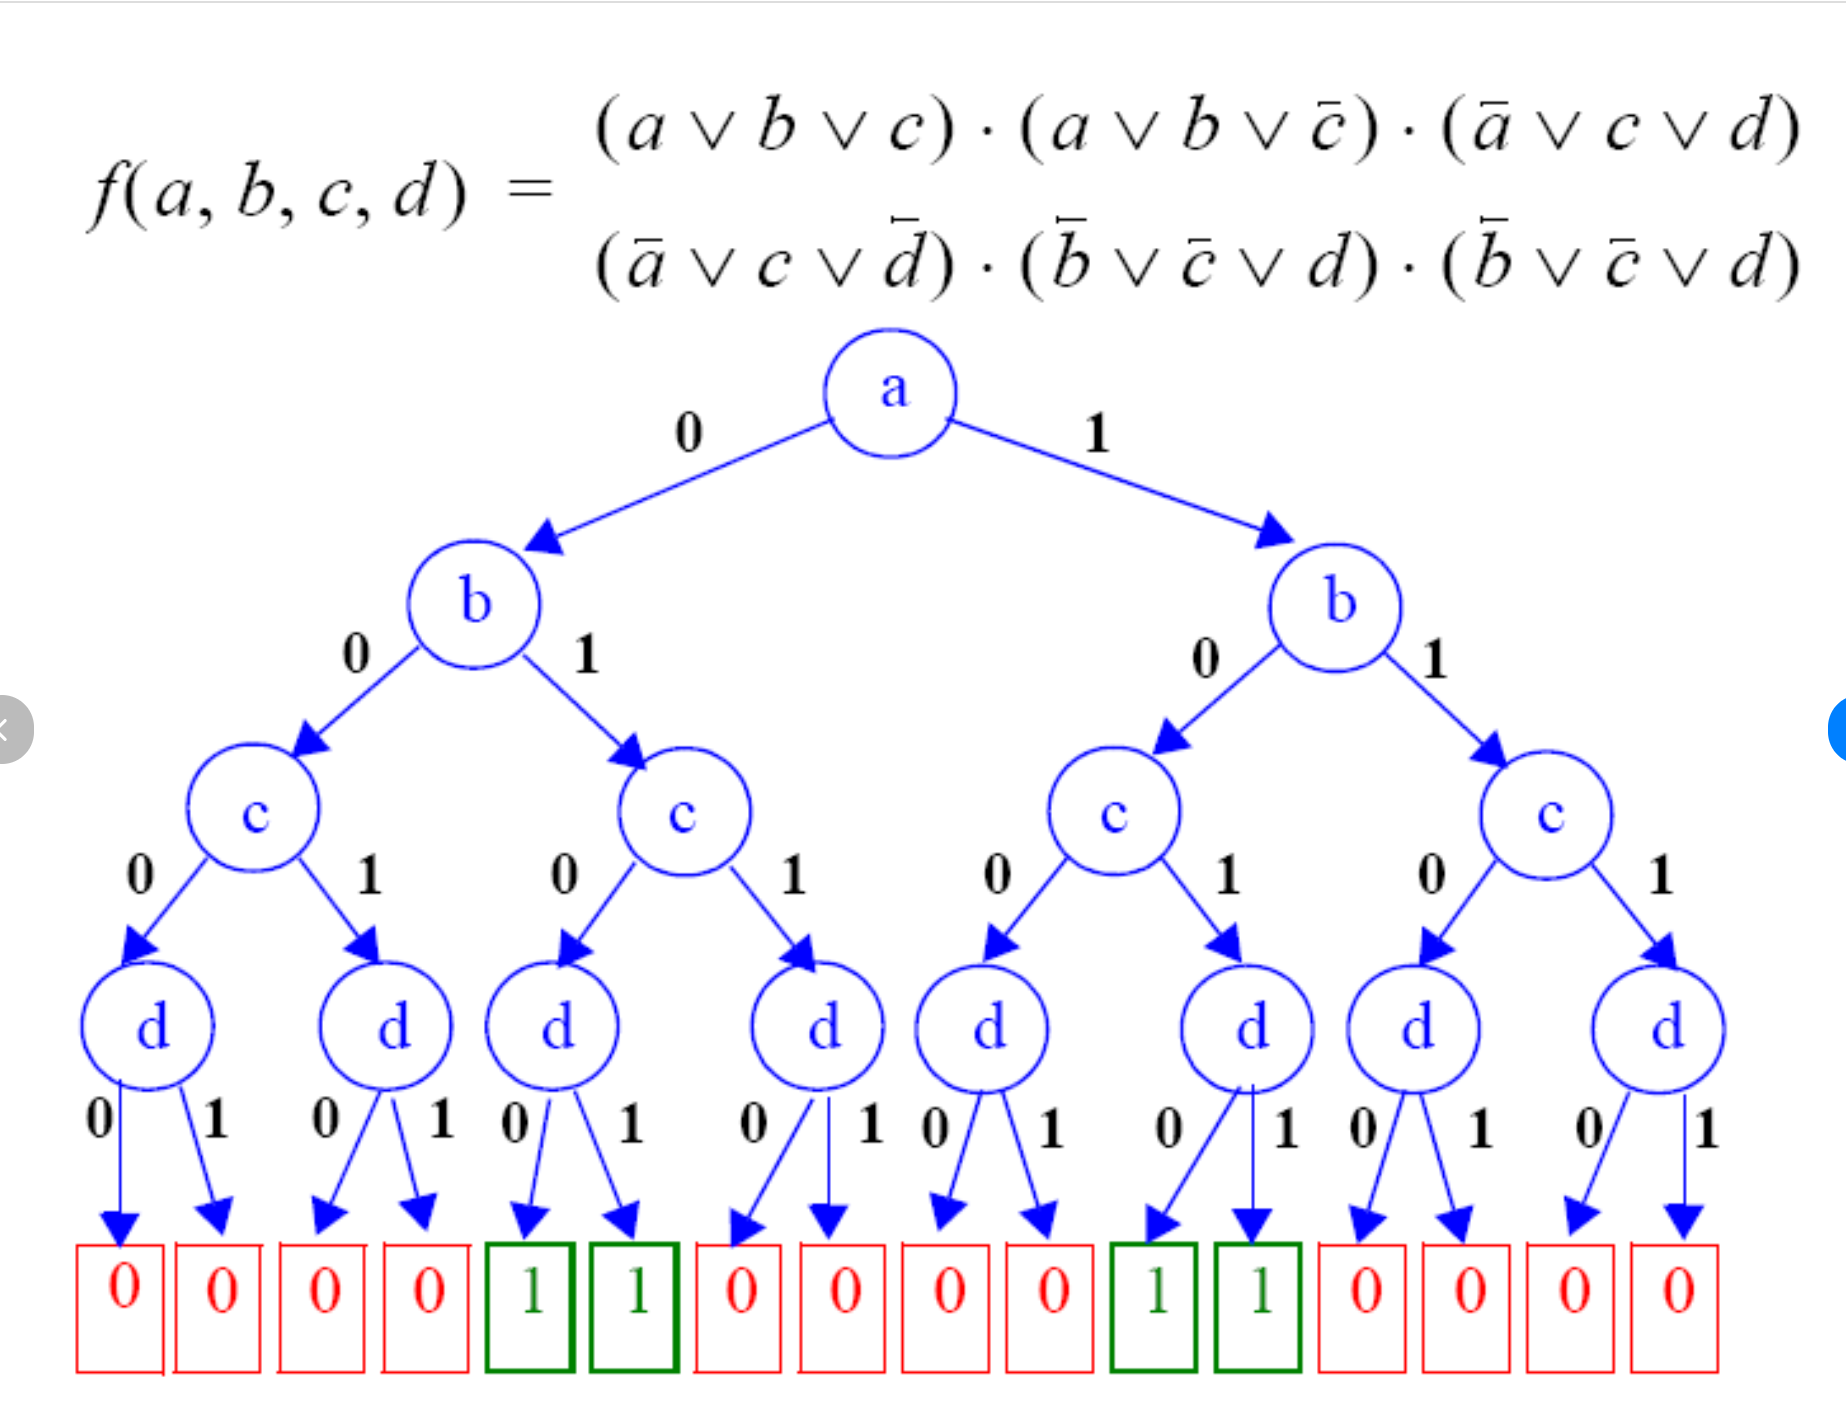 (a ∨ b ∨ c) · (a ∨ b ∨ c̄) · (ā ∨ c ∨ d)
f(a, b, c, d) =
(ā ∨ c ∨ d̄) · (b̄ ∨ c̄ ∨ d) · (b̄ ∨ c̄ ∨ d)
a
0 1
b b
0 1 0 1
c c c c
0 1 0 1 0 1 0 1
d d d d d d d d
0 1 0 1 0 1 0 1 0 1 0 1 0 1 0 1
0 0 0 0 1 1 0 0 0 0 1 1 0 0 0 0